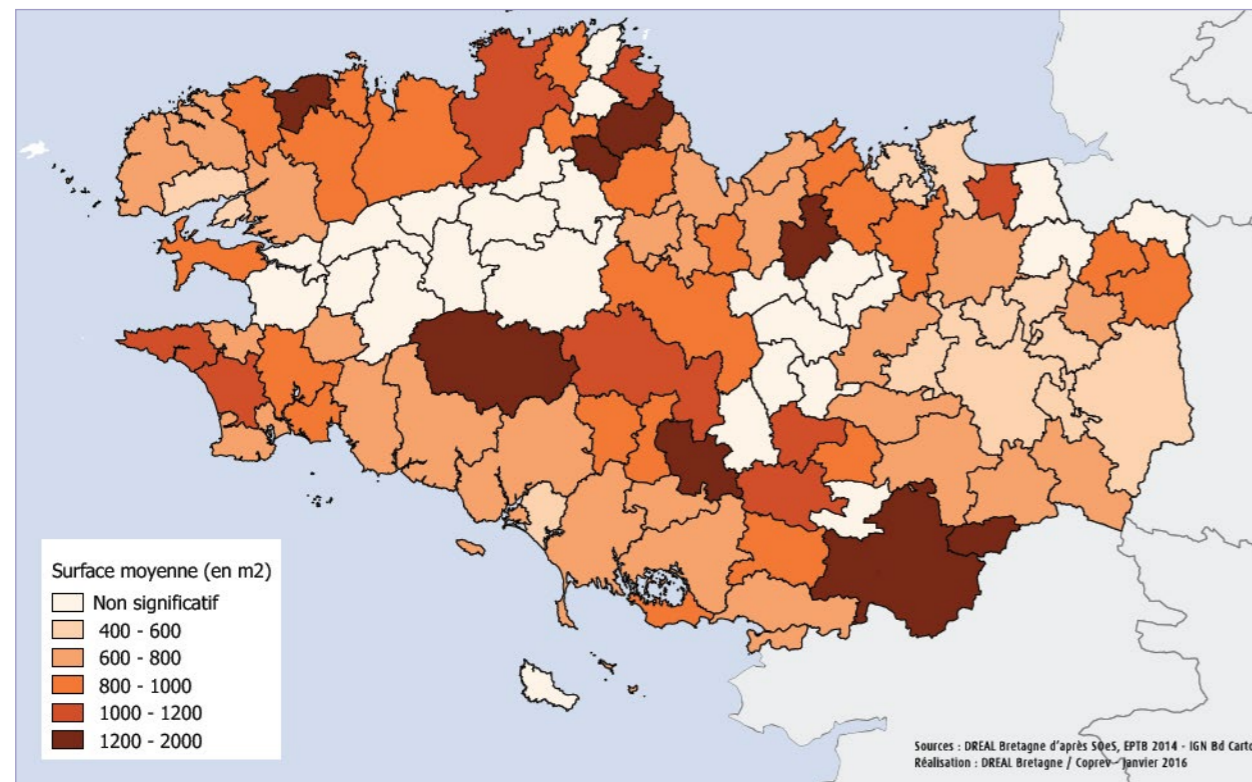 Surface moyenne (en m2)
Non significatif
400 - 600
600 - 800
800 - 1000
1000 - 1200
1200 - 2000
Sources : DREAL Bretagne d'après SOeS, EPTB 2014 - IGN Bd Carto
Réalisation : DREAL Bretagne / Coprev - Janvier 2016